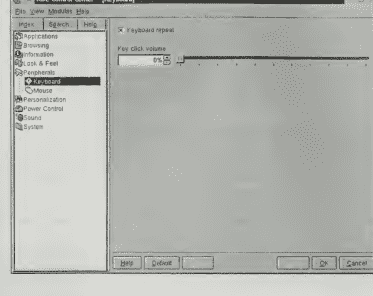 File View Modules Help
Index Search Help
Applications
Browsing
Information
Look & Feel
Peripherals
Keyboard
Mouse
Personalization
Power Control
Sound
System
Keyboard repeat
Key click volume
0%
Help Default
OK Cancel